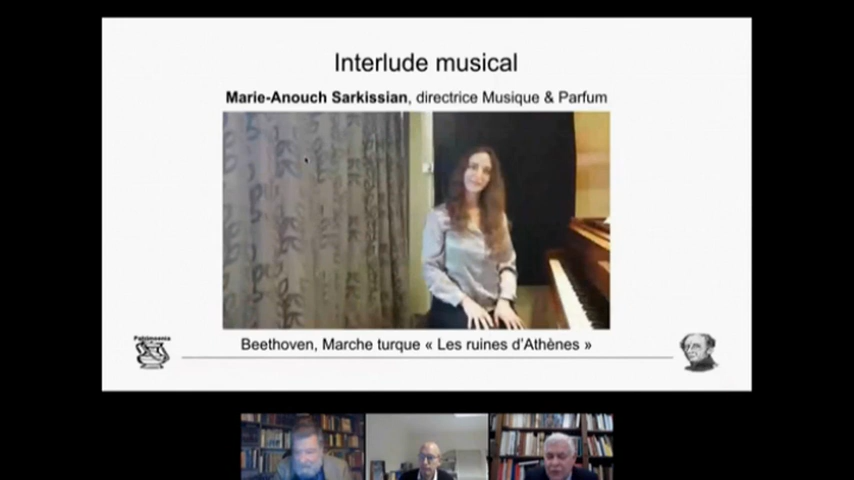 Interlude musical
Marie-Anouch Sarkissian, directrice Musique & Parfum
Beethoven, Marche turque « Les ruines d'Athènes »